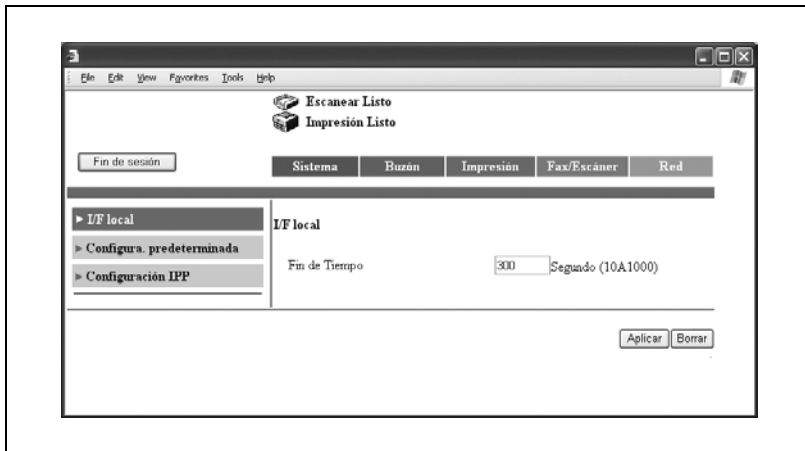 File Edit View Favorites Tools Help
Escanear Listo
Impresión Listo
Fin de sesión
Sistema Buzón Impresión Fax/Escáner Red
I/F local
Configura. predeterminada
Configuración IPP
I/F local
Fin de Tiempo 300 Segundo (10A1000)
Aplicar Borrar